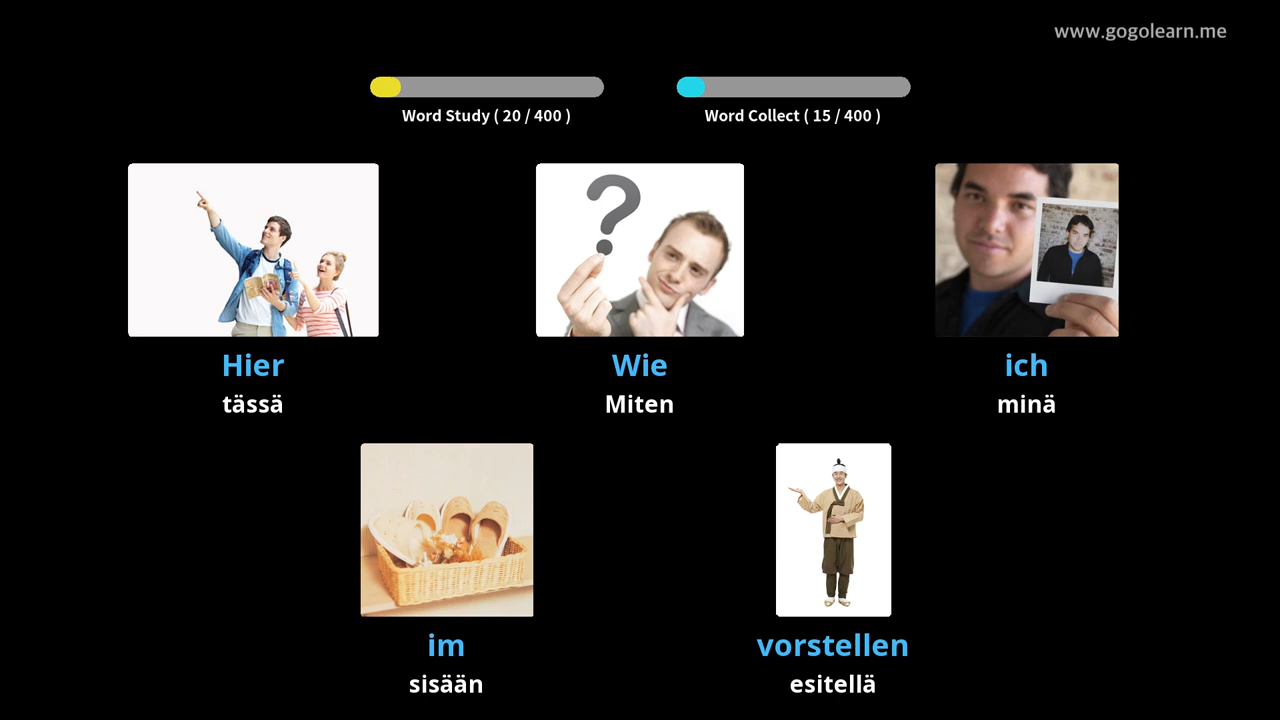 www.gogolearn.me
Word Study ( 20 / 400 )
Word Collect ( 15 / 400 )
Hier
tässä
Wie
Miten
ich
minä
im
sisään
vorstellen
esitellä